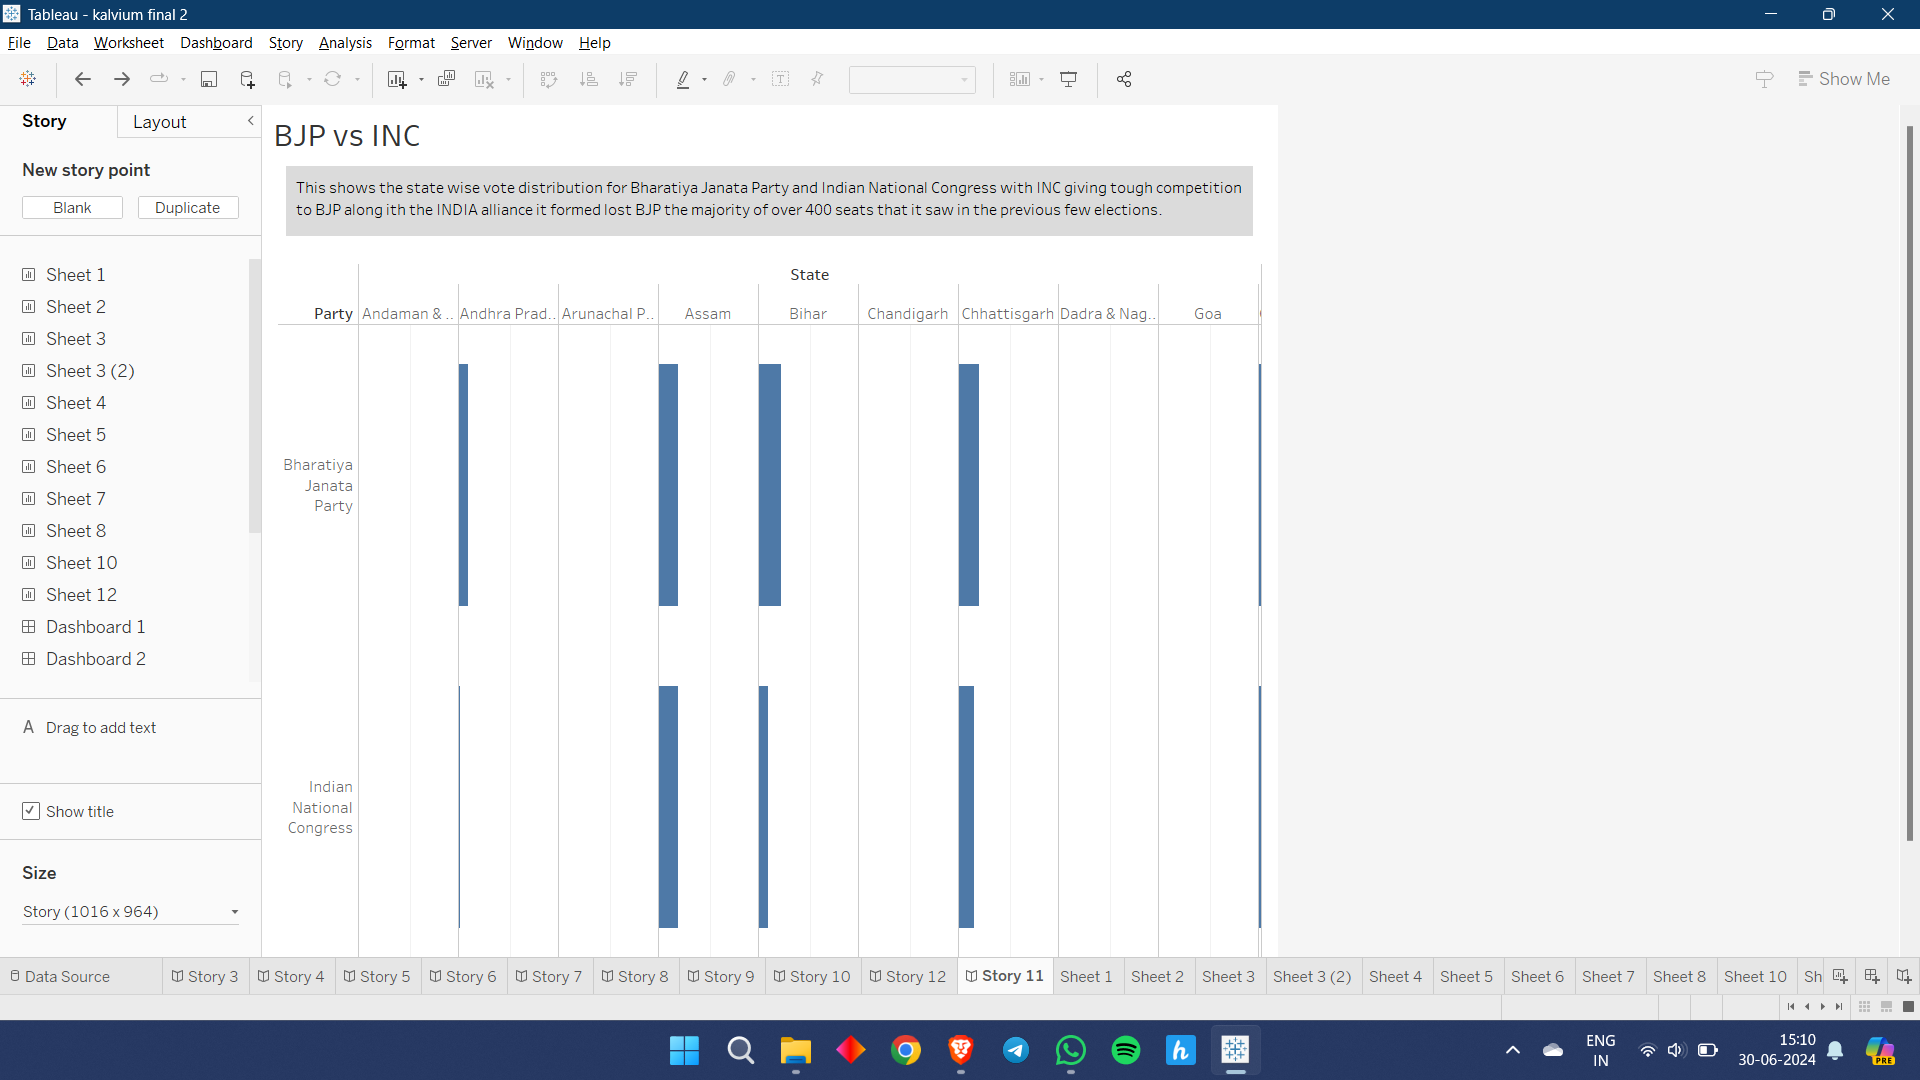 Tableau - kalvium final 2
File Data Worksheet Dashboard Story Analysis Format Server Window Help
Show Me
Story Layout
New story point
Blank Duplicate
Sheet 1
Sheet 2
Sheet 3
Sheet 3 (2)
Sheet 4
Sheet 5
Sheet 6
Sheet 7
Sheet 8
Sheet 10
Sheet 12
Dashboard 1
Dashboard 2
A Drag to add text
Show title
Size
Story (1016 x 964)
BJP vs INC
This shows the state wise vote distribution for Bharatiya Janata Party and Indian National Congress with INC giving tough competition
to BJP along ith the INDIA alliance it formed lost BJP the majority of over 400 seats that it saw in the previous few elections.
State
Party Andaman & .. Andhra Prad.. Arunachal P.. Assam Bihar Chandigarh Chhattisgarh Dadra & Nag.. Goa
Bharatiya
Janata
Party
Indian
National
Congress
Data Source Story 3 Story 4 Story 5 Story 6 Story 7 Story 8 Story 9 Story 10 Story 12 Story 11 Sheet 1 Sheet 2 Sheet 3 Sheet 3 (2) Sheet 4 Sheet 5 Sheet 6 Sheet 7 Sheet 8 Sheet 10 Sh
ENG
IN
15:10
30-06-2024
PRE